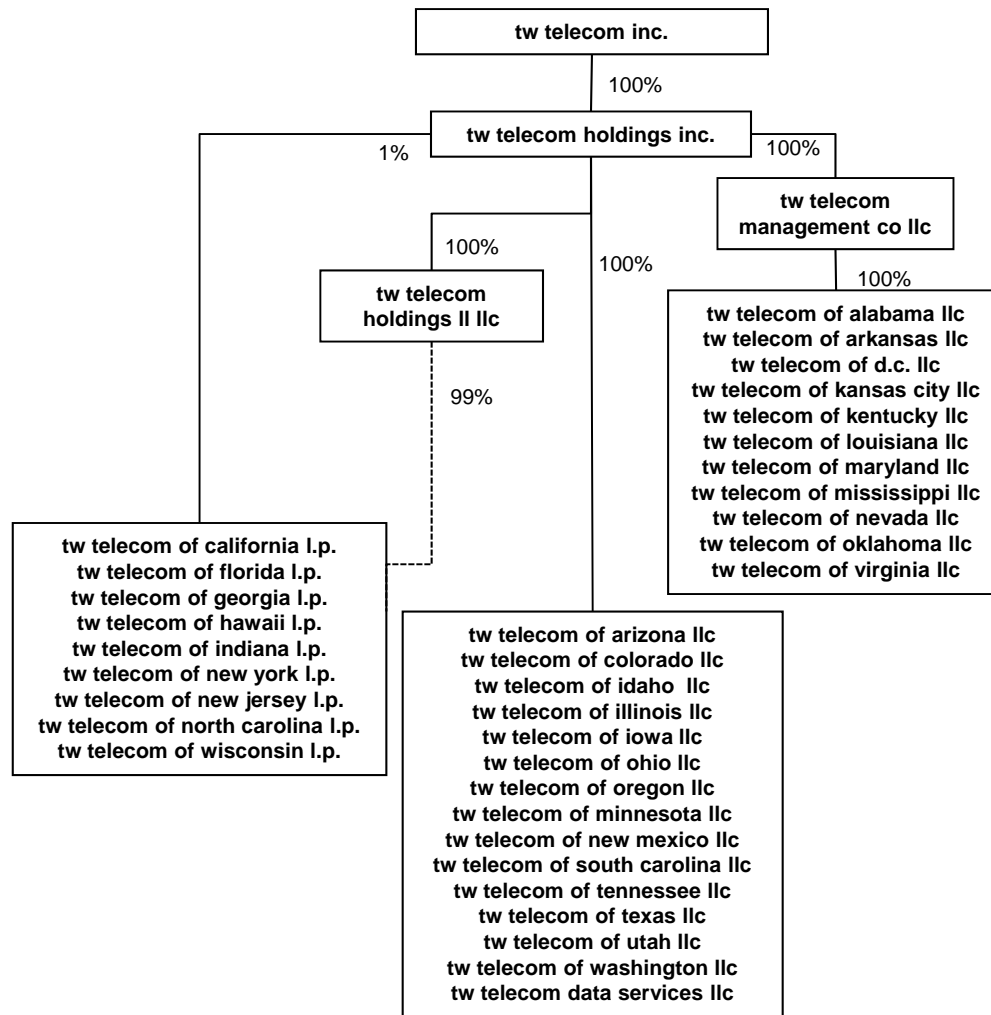 tw telecom inc.
100%
tw telecom holdings inc.
1%
100%
tw telecom
management co llc
100%
100%
100%
tw telecom
holdings II llc
99%
tw telecom of alabama llc
tw telecom of arkansas llc
tw telecom of d.c. llc
tw telecom of kansas city llc
tw telecom of kentucky llc
tw telecom of louisiana llc
tw telecom of maryland llc
tw telecom of mississippi llc
tw telecom of nevada llc
tw telecom of oklahoma llc
tw telecom of virginia llc
tw telecom of california l.p.
tw telecom of florida l.p.
tw telecom of georgia l.p.
tw telecom of hawaii l.p.
tw telecom of indiana l.p.
tw telecom of new york l.p.
tw telecom of new jersey l.p.
tw telecom of north carolina l.p.
tw telecom of wisconsin l.p.
tw telecom of arizona llc
tw telecom of colorado llc
tw telecom of idaho  llc
tw telecom of illinois llc
tw telecom of iowa llc
tw telecom of ohio llc
tw telecom of oregon llc
tw telecom of minnesota llc
tw telecom of new mexico llc
tw telecom of south carolina llc
tw telecom of tennessee llc
tw telecom of texas llc
tw telecom of utah llc
tw telecom of washington llc
tw telecom data services llc